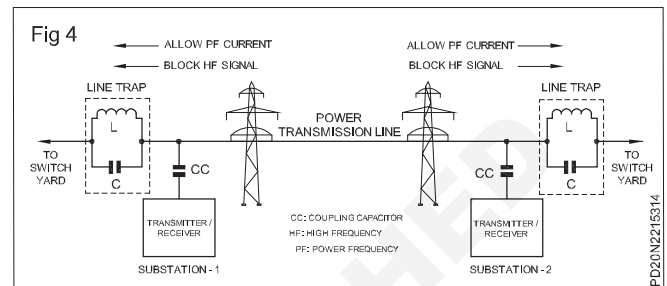 Fig 4
ALLOW PF CURRENT
BLOCK HF SIGNAL
ALLOW PF CURRENT
BLOCK HF SIGNAL
LINE TRAP
LINE TRAP
L
C
L
C
POWER
TRANSMISSION LINE
TO
SWITCH
YARD
TO
SWITCH
YARD
CC
CC
TRANSMITTER /
RECEIVER
SUBSTATION - 1
CC: COUPLING CAPACITOR
HF: HIGH FREQUENCY
PF: POWER FREQUENCY
TRANSMITTER /
RECEIVER
SUBSTATION - 2
PD20N2215314
HED